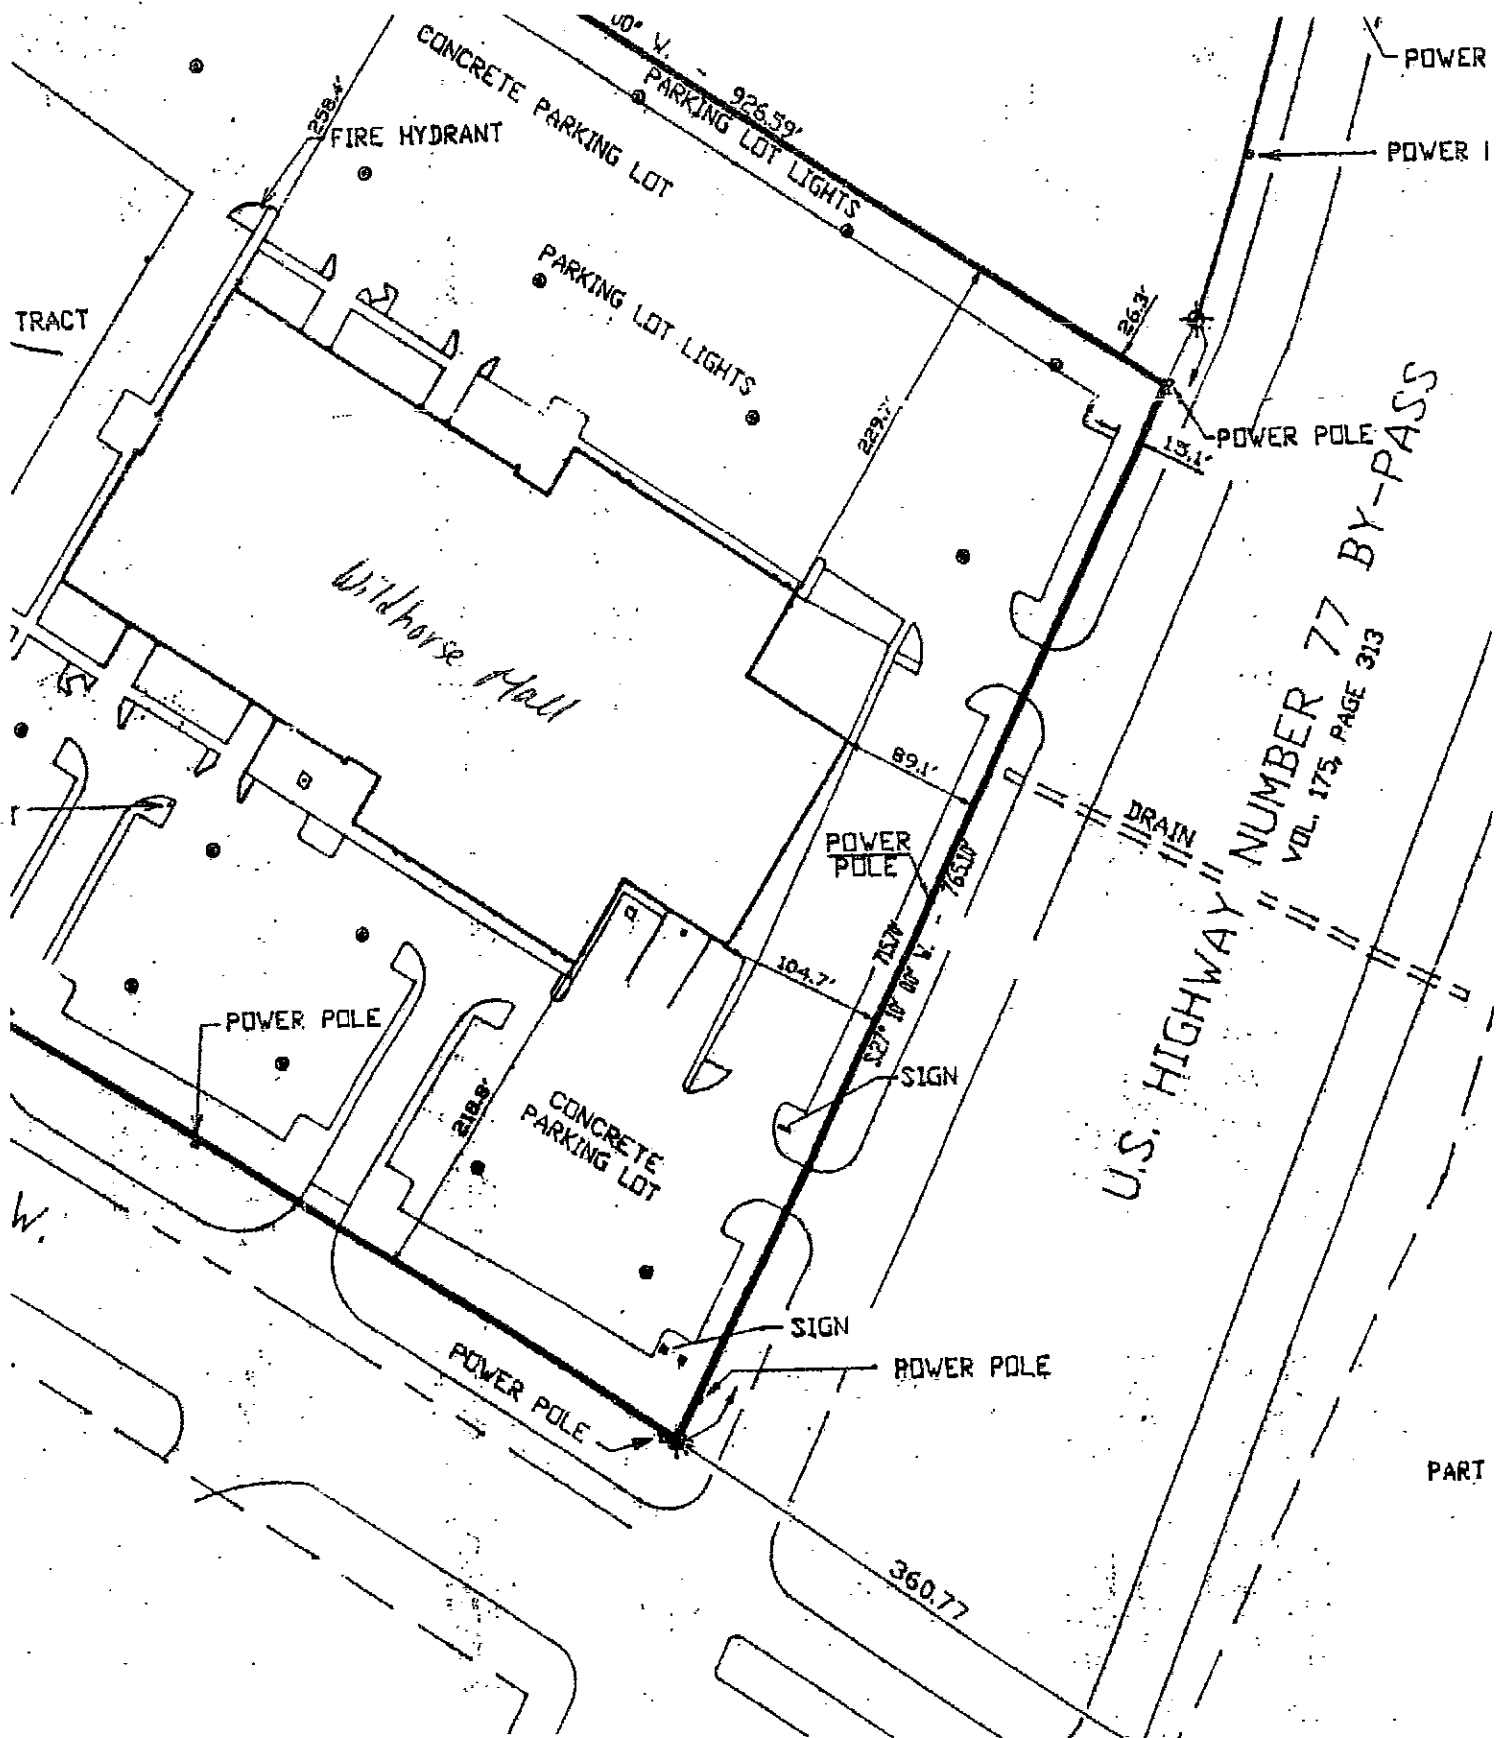 00" W. - 926.59'
POWER
CONCRETE PARKING LOT
PARKING LOT LIGHTS
258.4'
FIRE HYDRANT
POWER
PARKING LOT LIGHTS
TRACT
26.3'
229.7'
POWER POLE
15.1'
Wildhorse Mall
U.S. HIGHWAY NUMBER 77 BY-PASS
VOL. 175, PAGE 313
89.1'
DRAIN
POWER
POLE
765.10'
715.70'
S27° 10' 00" W. -
104.7'
POWER POLE
SIGN
218.8'
CONCRETE
PARKING LOT
W.
SIGN
POWER POLE
POWER POLE
PART
360.77